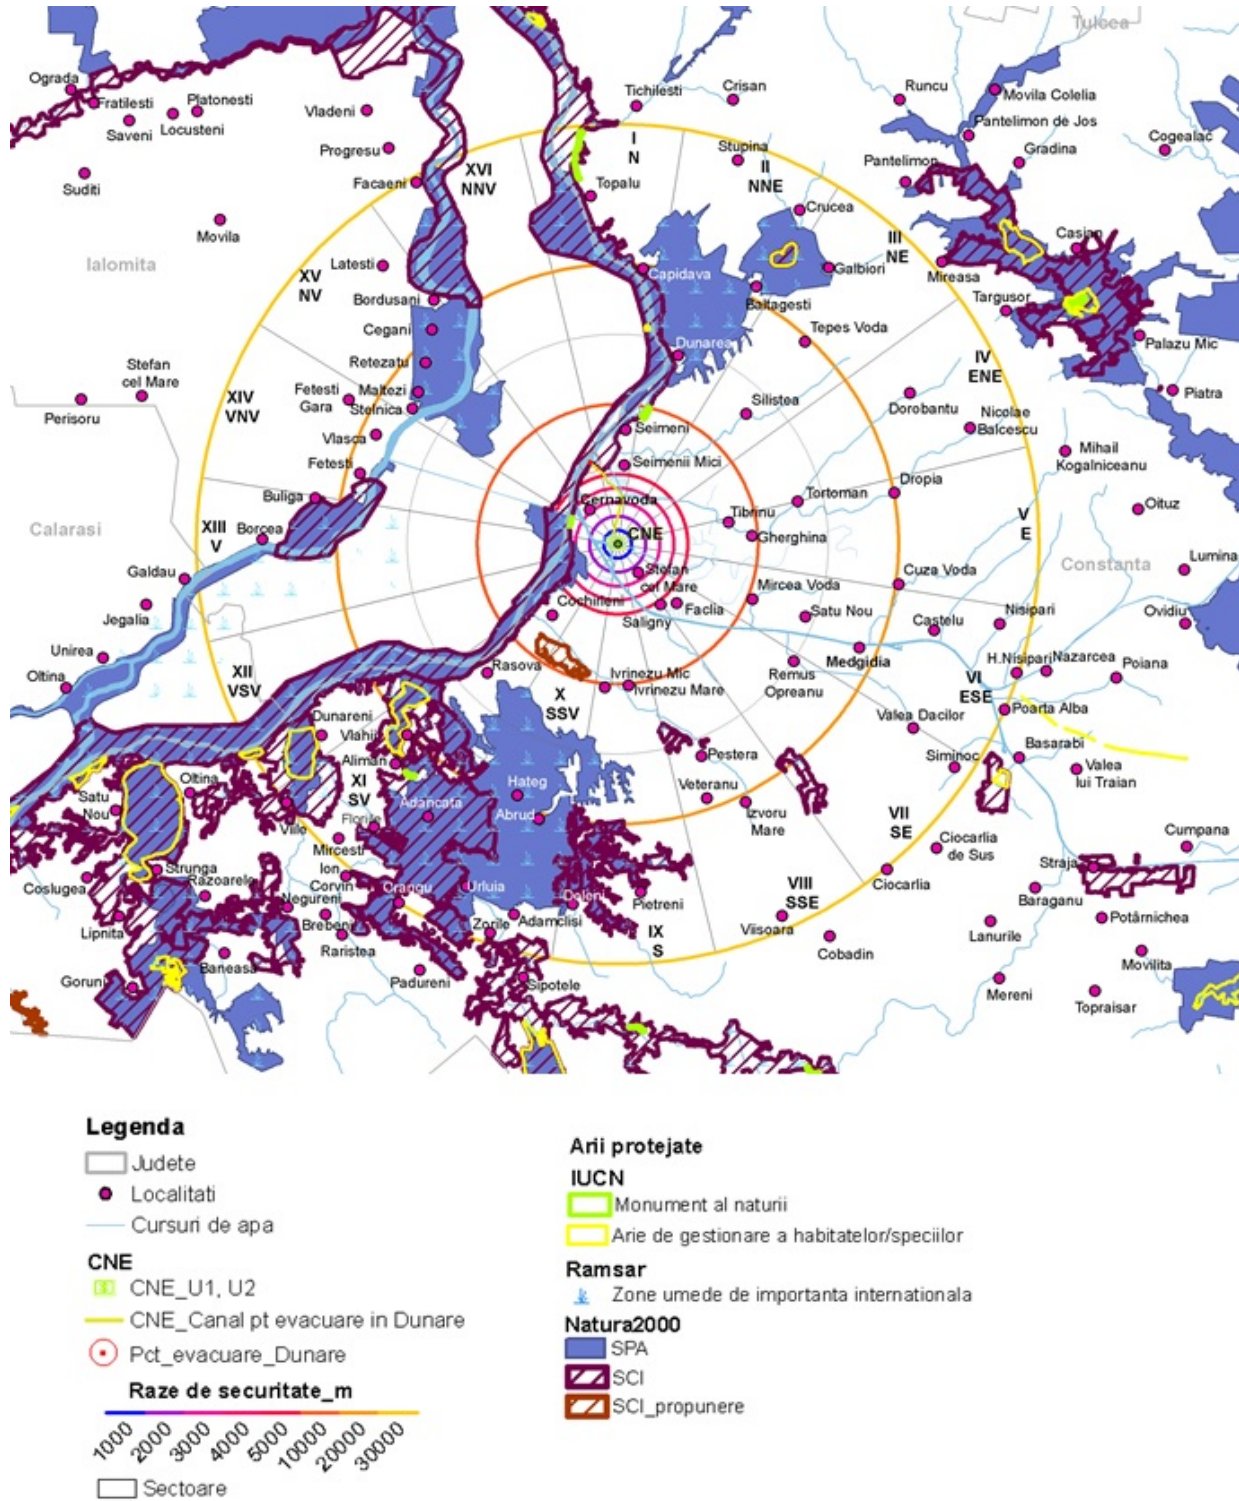 Tulcea
Ograda
Fratilesti
Platonesti
Saveni
Locusteni
Vladeni
Tichilesti
Crisan
Runcu
Movila Colelia
Pantelimon de Jos
Cogealac
Progresu
I
N
Stupina
II
NNE
Pantelimon
Gradina
Suditi
Facaeni
XVI
NNV
Topalu
Crucea
Movila
III
NE
Casian
Ialomita
Latesti
XV
NV
Capidava
Galbiori
Mireasa
Bordusani
Baltagesti
Targusor
Cegani
Tepes Voda
Dunarea
Palazu Mic
Stefan
cel Mare
Retezatu
IV
ENE
Perisoru
XIV
VNV
Fetesti
Gara
Maltezi
Stelnica
Silistea
Dorobantu
Nicolae
Balcescu
Piatra
Vlasca
Seimeni
Mihail
Kogalniceanu
Fetesti
Seimenii Mici
Buliga
Cernavoda
Tortoman
Dropia
Oituz
Calarasi
XIII
V
Borcea
CNE
Tibrinu
Gherghina
V
E
Galdau
Stefan
cel Mare
Cuza Voda
Constanta
Lumina
Jegalia
Cochirleni
Saligny
Faclia
Mircea Voda
Satu Nou
Castelu
Nisipari
Ovidiu
Unirea
Oltina
XII
VSV
Rasova
Ivrinezu Mic
Ivrinezu Mare
Remus
Opreanu
Medgidia
H.Nisipari
Nazarcea
Poiana
X
SSV
VI
ESE
Poarta Alba
Dunareni
Vlahii
Valea Dacilor
Aliman
Pestera
Siminoc
Basarabi
Valea
lui Traian
Satu
Nou
Oltina
XI
SV
Hateg
Veteranu
Viile
Florile
Adancata
Abrud
Izvoru
Mare
VII
SE
Ciocarlia
de Sus
Cumpana
Mircesti
Coslugea
Strunga
Razoarele
Ion
Corvin
Straja
Negureni
Crangu
Urluia
Doleni
Pietreni
VIII
SSE
Ciocarlia
Baraganu
Lipnita
Brebeni
Zorile
Adamclisi
IX
S
Viisoara
Lanurile
Potârnichea
Raristea
Cobadin
Baneasa
Padureni
Sipotele
Movilita
Goruni
Mereni
Topraisar
Legenda
Judete
Localitati
Cursuri de apa
CNE
CNE_U1, U2
CNE_Canal pt evacuare in Dunare
Pct_evacuare_Dunare
Raze de securitate_m
1000 2000 3000 4000 5000 10000 20000 30000
Sectoare
Arii protejate
IUCN
Monument al naturii
Arie de gestionare a habitatelor/speciilor
Ramsar
Zone umede de importanta internationala
Natura2000
SPA
SCI
SCI_propunere